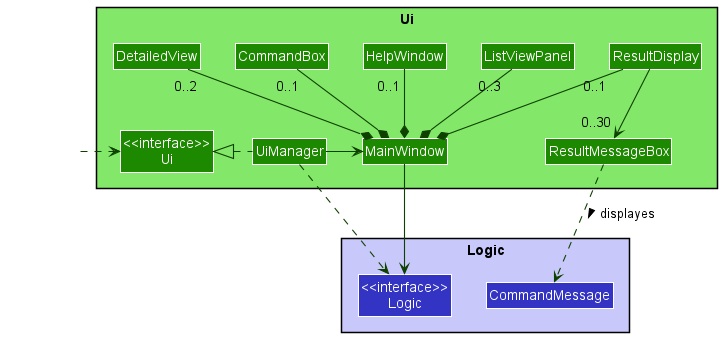 Ui
DetailedView
CommandBox
HelpWindow
ListViewPanel
ResultDisplay
0..2
0..1
0..1
0..3
0..1
0..30
<<interface>>
Ui
UiManager
MainWindow
ResultMessageBox
displayes
Logic
<<interface>>
Logic
CommandMessage